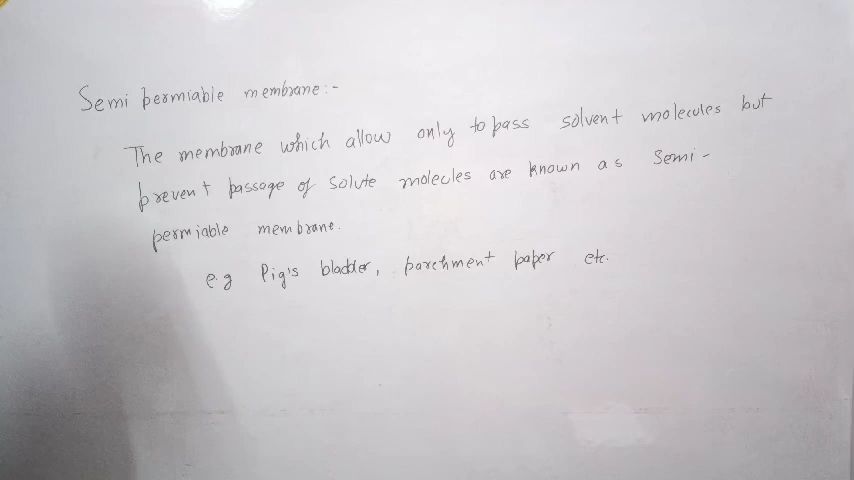 Semi permiable membrane:-
The membrane which allow only to pass solvent molecules but
prevent passage of solute molecles are known as Semi-
permiable membrane.
e.g Pig's bladder, parchment paper etc.